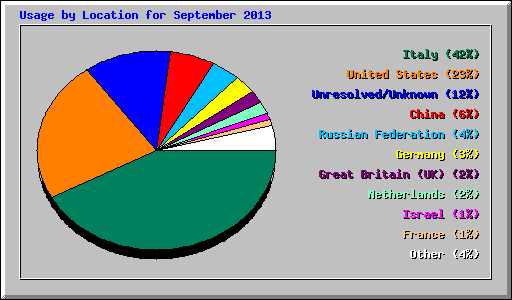 Usage by Location for September 2013
Italy (42%)
United States (23%)
Unresolved/Unknown (12%)
China (6%)
Russian Federation (4%)
Germany (3%)
Great Britain (UK) (2%)
Netherlands (2%)
Israel (1%)
France (1%)
Other (4%)